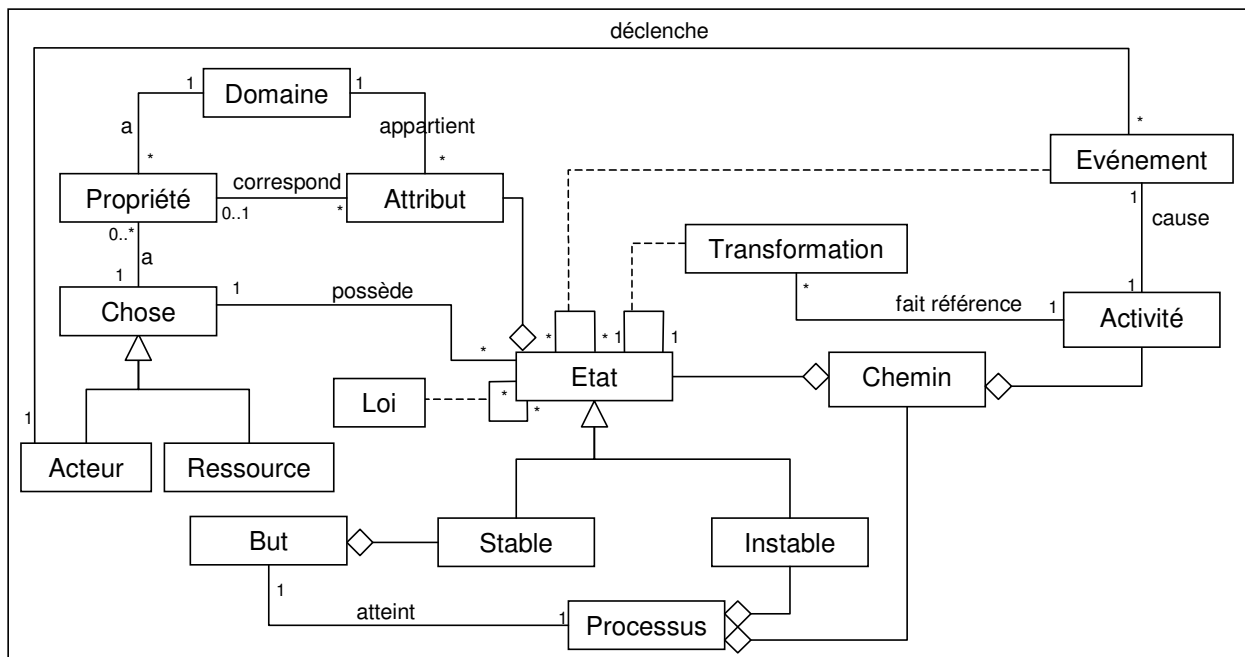 déclenche
1 Domaine 1
a
appartient
*
*
*
Propriété
correspond
Attribut
Evénement
0..1
*
1
0..*
a
1
cause
Transformation
*
fait référence
1
1
Activité
Chose
1
possède
*
*
*
1
1
Etat
Chemin
Loi
*
*
1
Acteur
Ressource
But
Stable
Instable
1
atteint
1
Processus